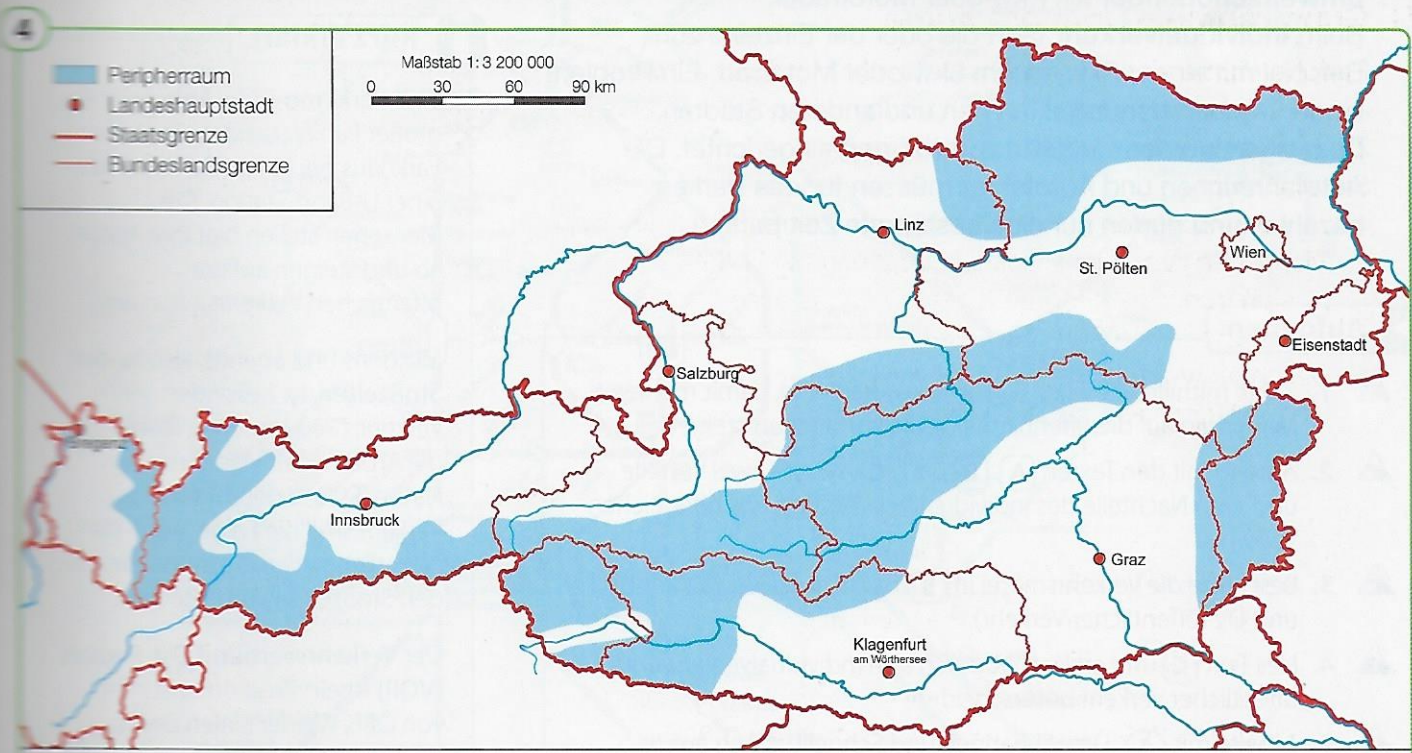 4
Peripherraum
Landeshauptstadt
Staatsgrenze
Bundeslandsgrenze
Maßstab 1: 3 200 000
0 30 60 90 km
Linz
St. Pölten
Wien
Eisenstadt
Salzburg
Bregenz
Innsbruck
Graz
Klagenfurt
am Wörthersee